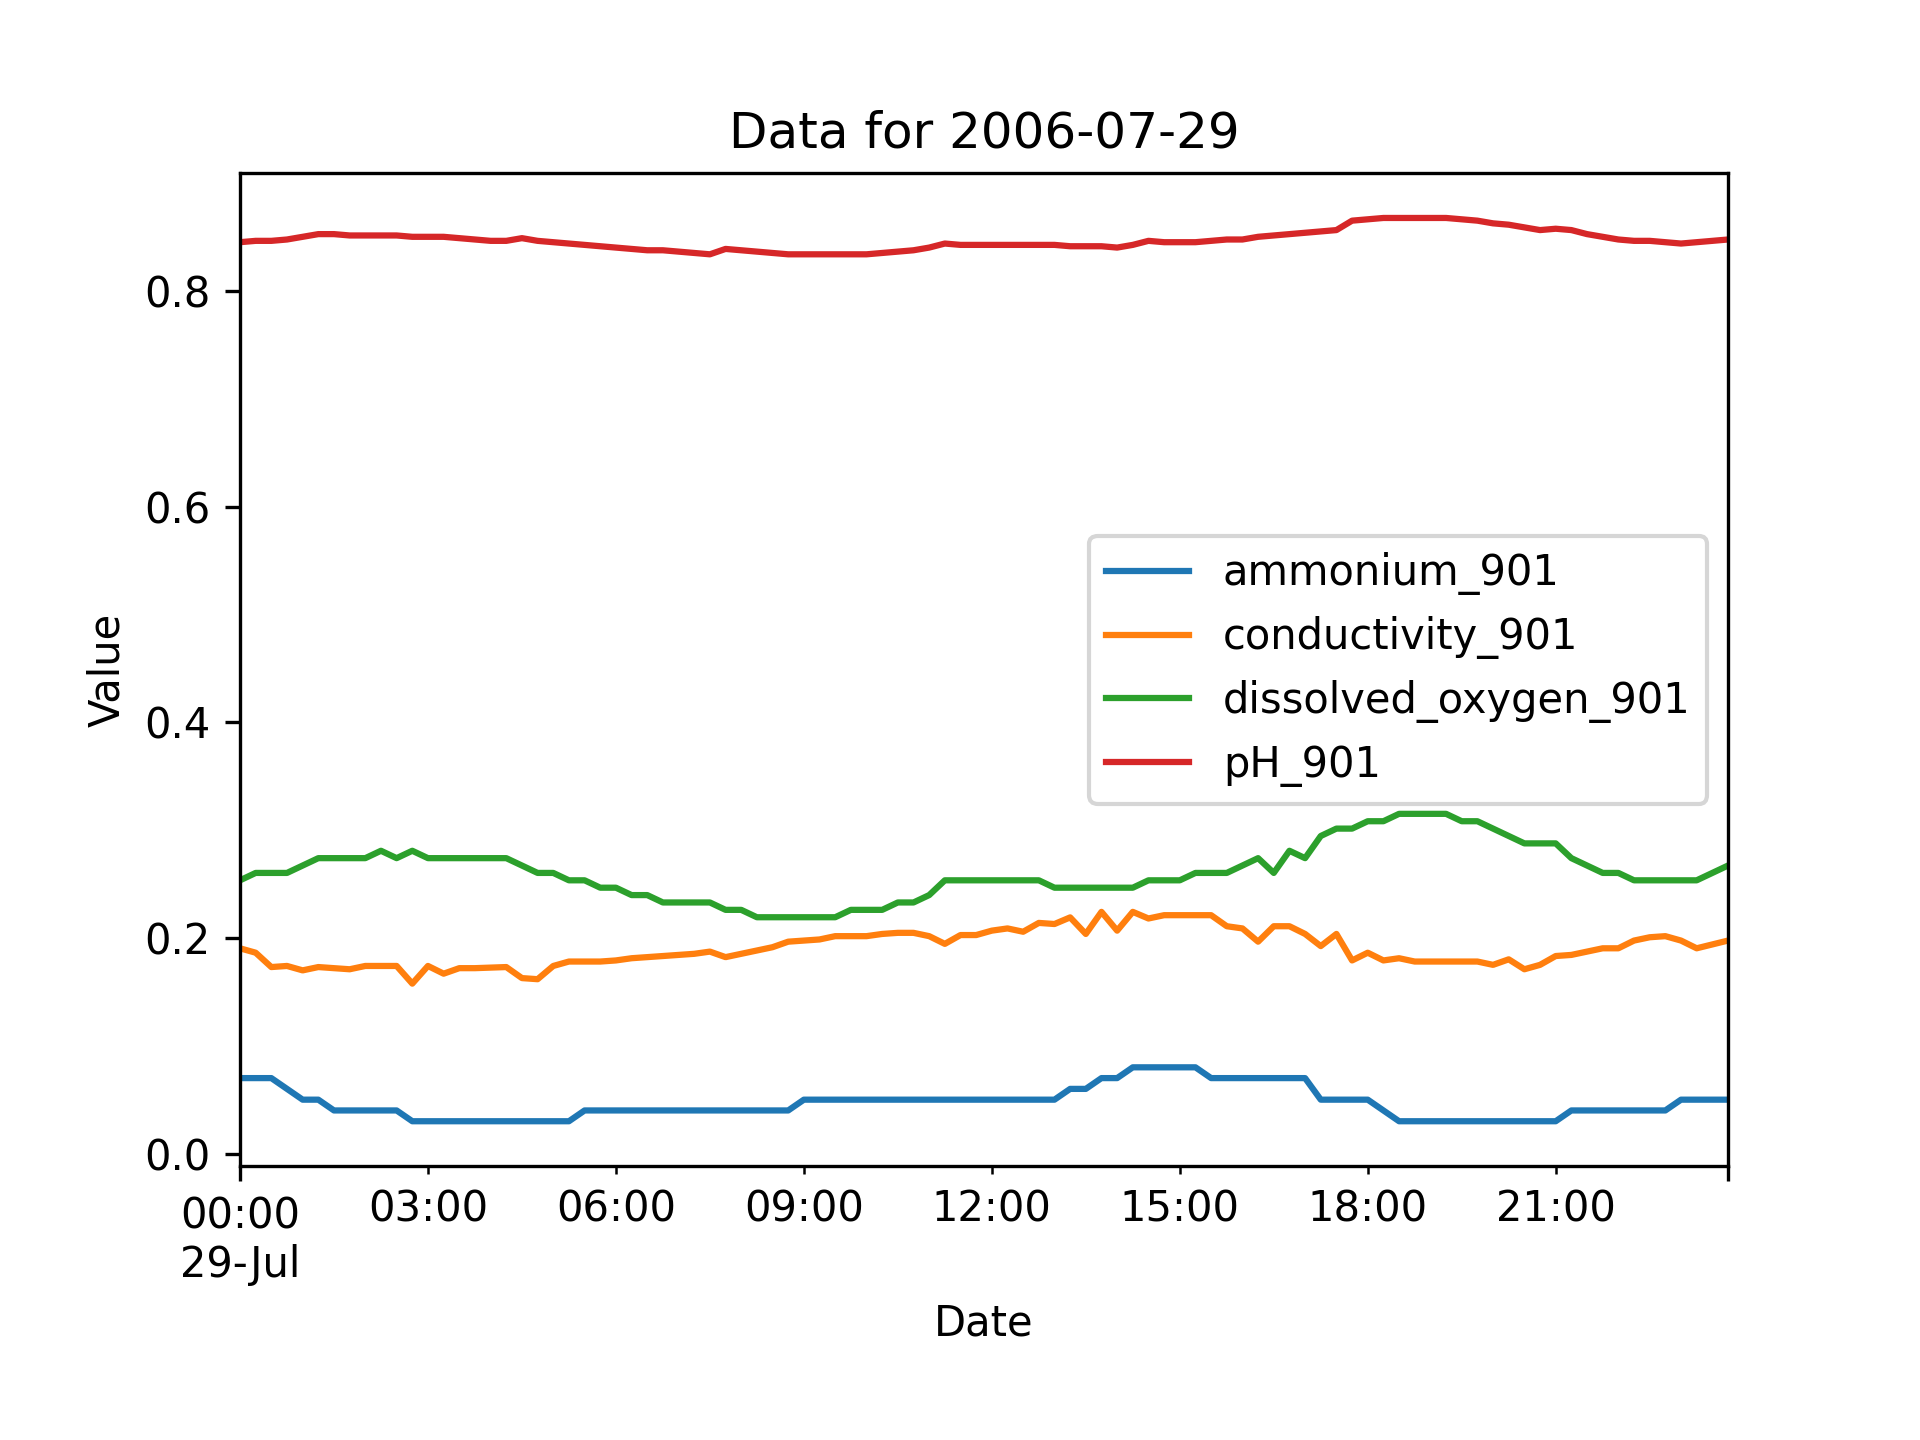 Data for 2006-07-29
0.8
0.6
0.4
0.2
0.0
Value
ammonium_901
conductivity_901
dissolved_oxygen_901
pH_901
00:00 03:00 06:00 09:00 12:00 15:00 18:00 21:00
29-Jul
Date